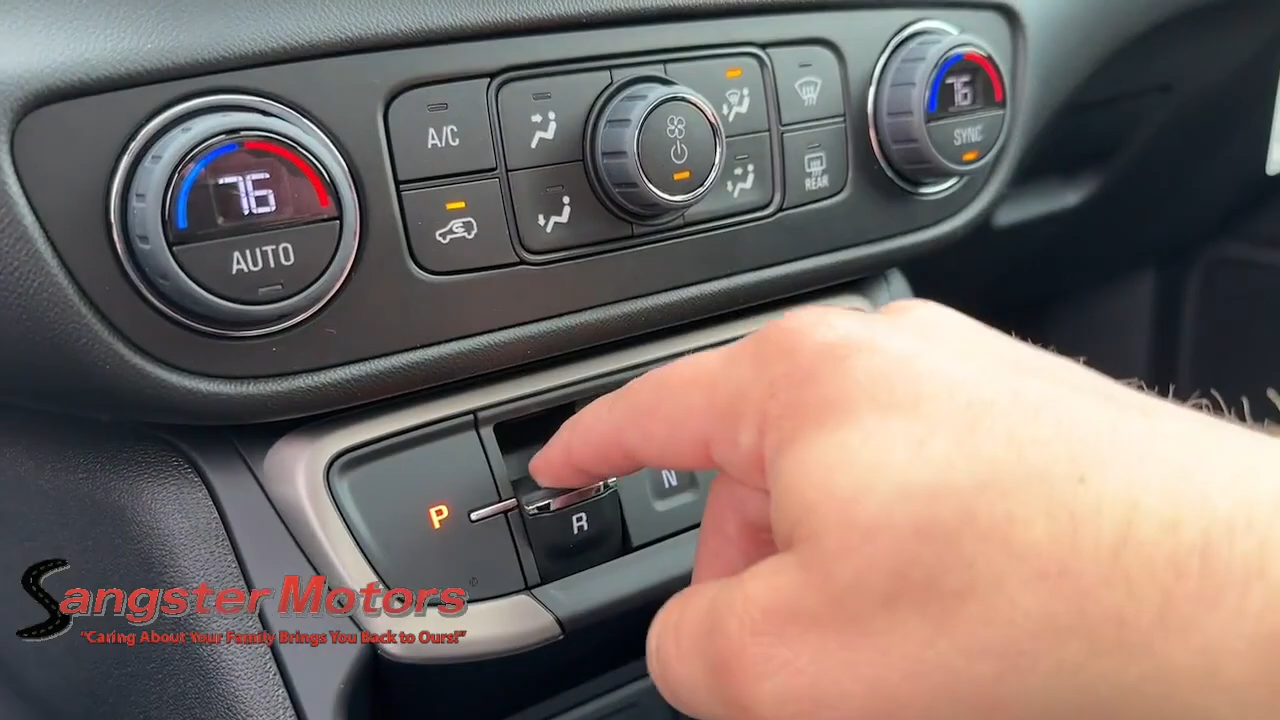 76
AUTO
A/C
REAR
76
SYNC
P
R
N
Sangster Motors®
"Caring About Your Family Brings You Back to Ours!"